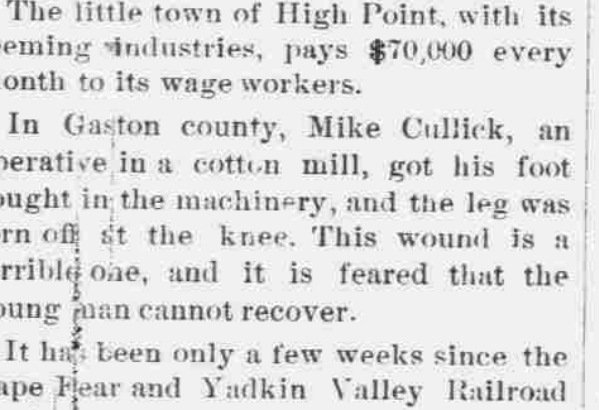 The little town of High Point, with its
eming industries, pays $70,000 every
onth to its wage workers.
In Gaston county, Mike Cullick, an
perative in a cotton mill, got his foot
ught in the machinery, and the leg was
rn off at the knee. This wound is a
rrible one, and it is feared that the
oung man cannot recover.
It has been only a few weeks since the
ape Fear and Yadkin Valley Railroad